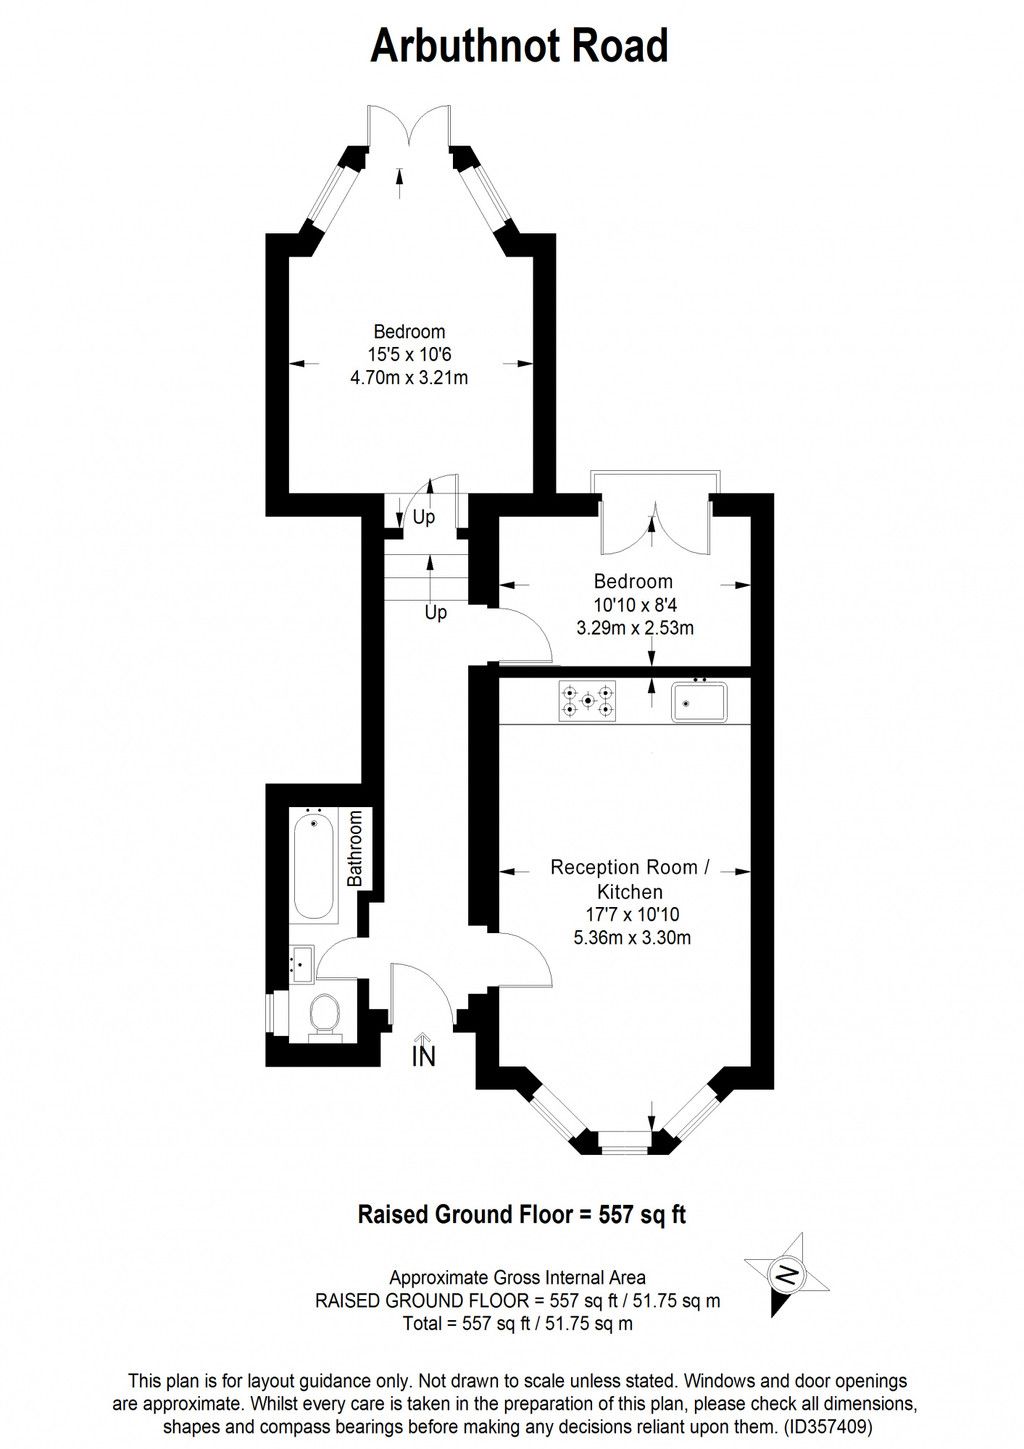 Arbuthnot Road
Bedroom
15'5 x 10'6
4.70m x 3.21m
Up
Up
Bedroom
10'10 x 8'4
3.29m x 2.53m
Bathroom
Reception Room /
Kitchen
17'7 x 10'10
5.36m x 3.30m
IN
Raised Ground Floor = 557 sq ft
N
Approximate Gross Internal Area
RAISED GROUND FLOOR = 557 sq ft / 51.75 sq m
Total = 557 sq ft / 51.75 sq m
This plan is for layout guidance only. Not drawn to scale unless stated. Windows and door openings
are approximate. Whilst every care is taken in the preparation of this plan, please check all dimensions,
shapes and compass bearings before making any decisions reliant upon them. (ID357409)